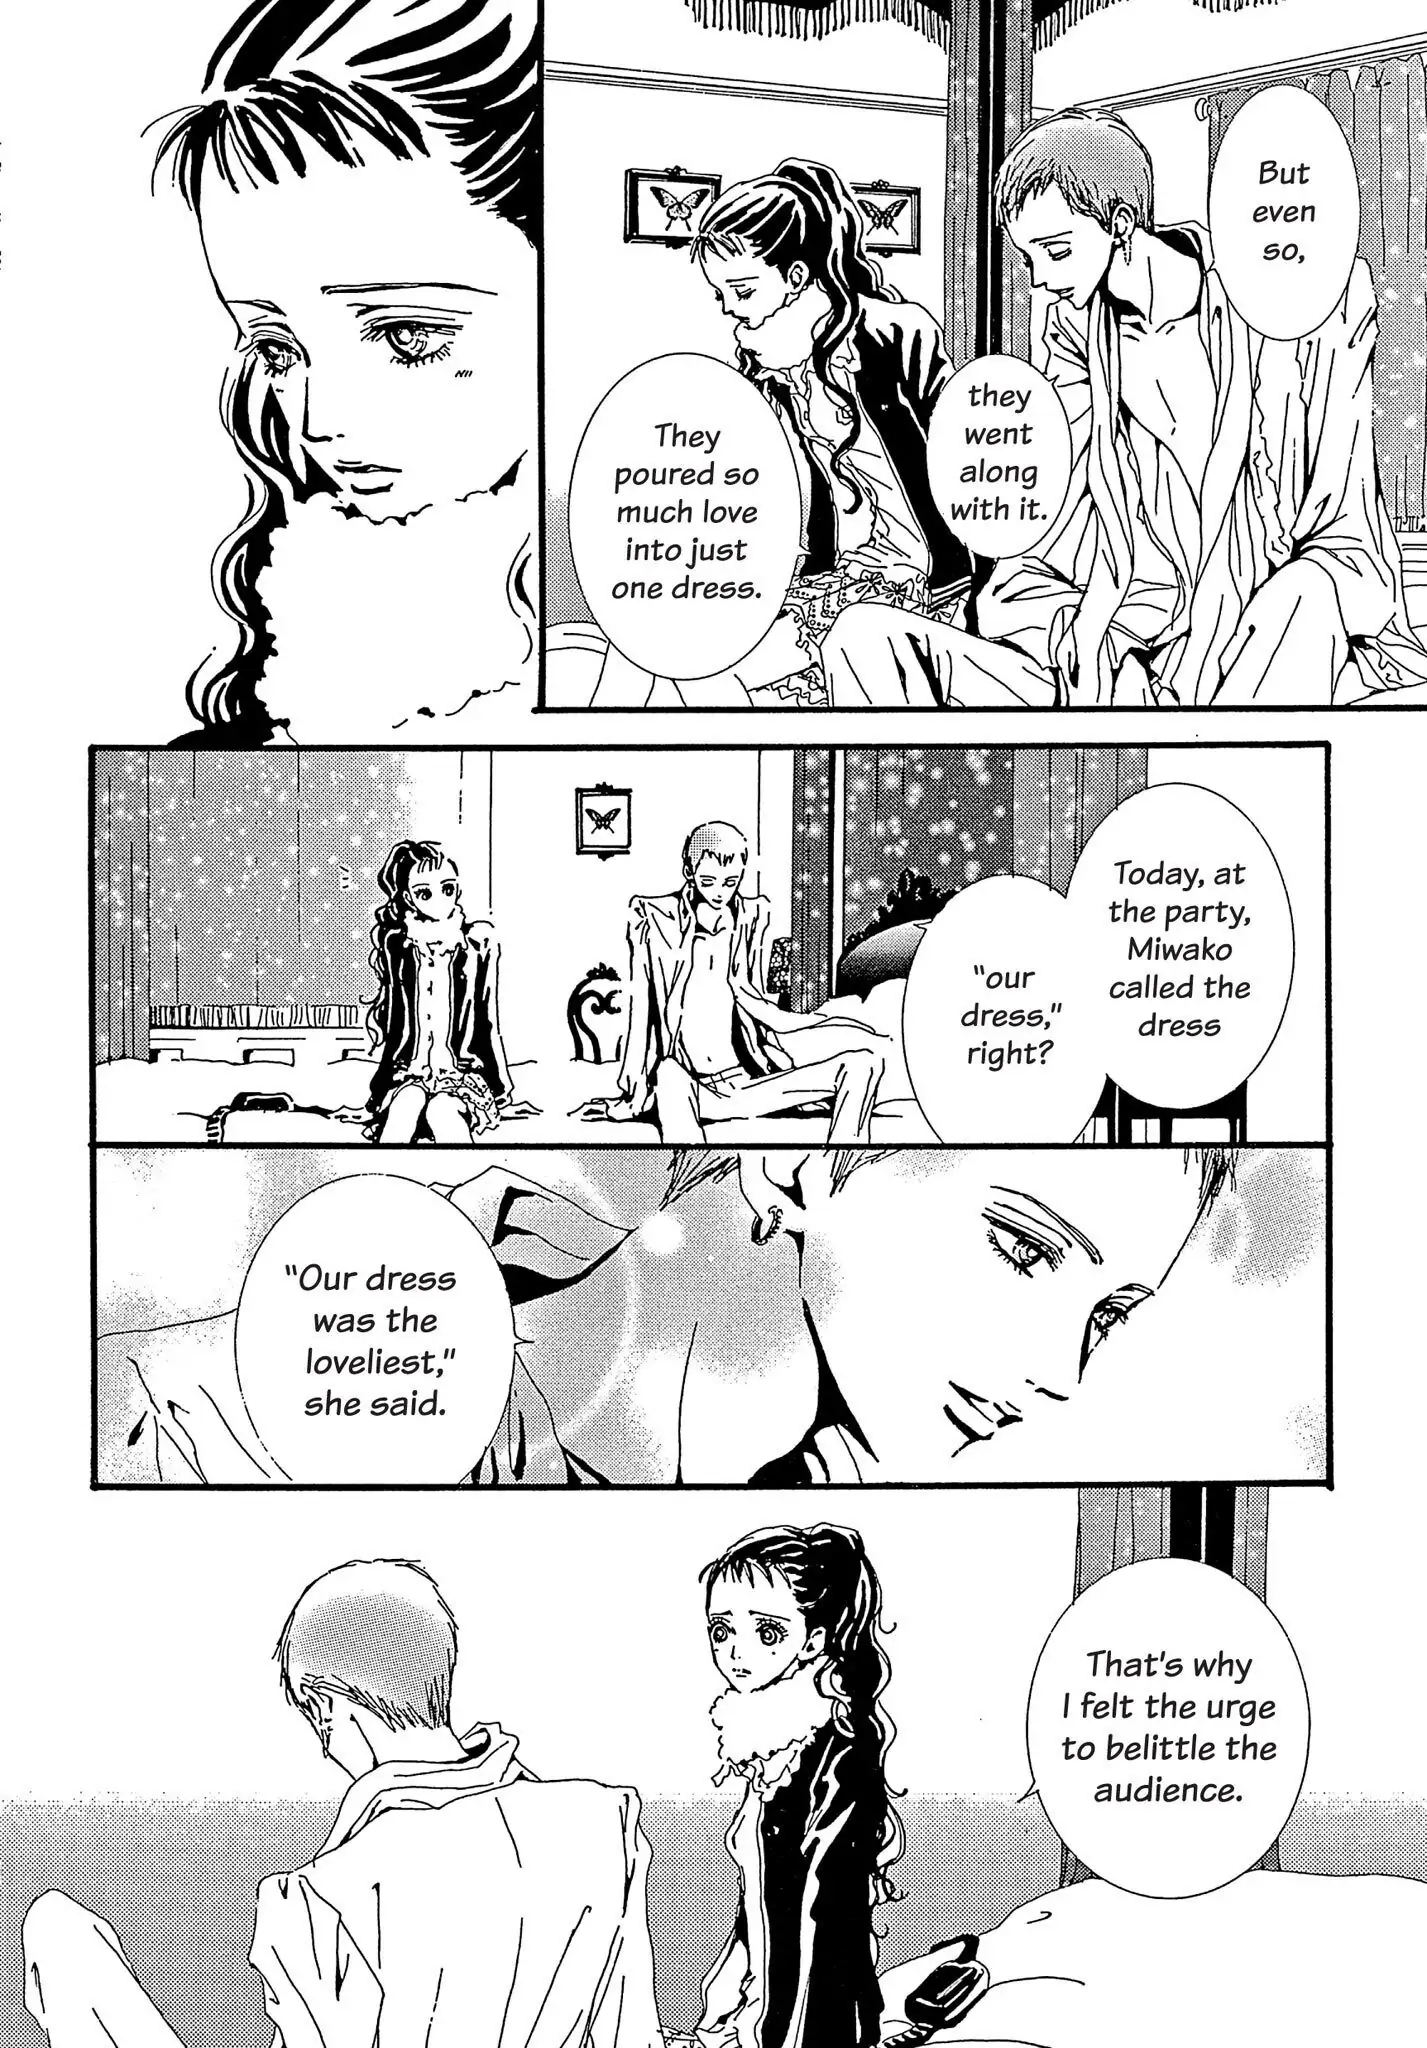 But
even
so,
they
went
along
with it.
They
poured so
much love
into just
one dress.
Today, at
the party,
Miwako
called the
dress
"our
dress,"
right?
"Our dress
was the
loveliest,"
she said.
That's why
I felt the urge
to belittle the
audience.